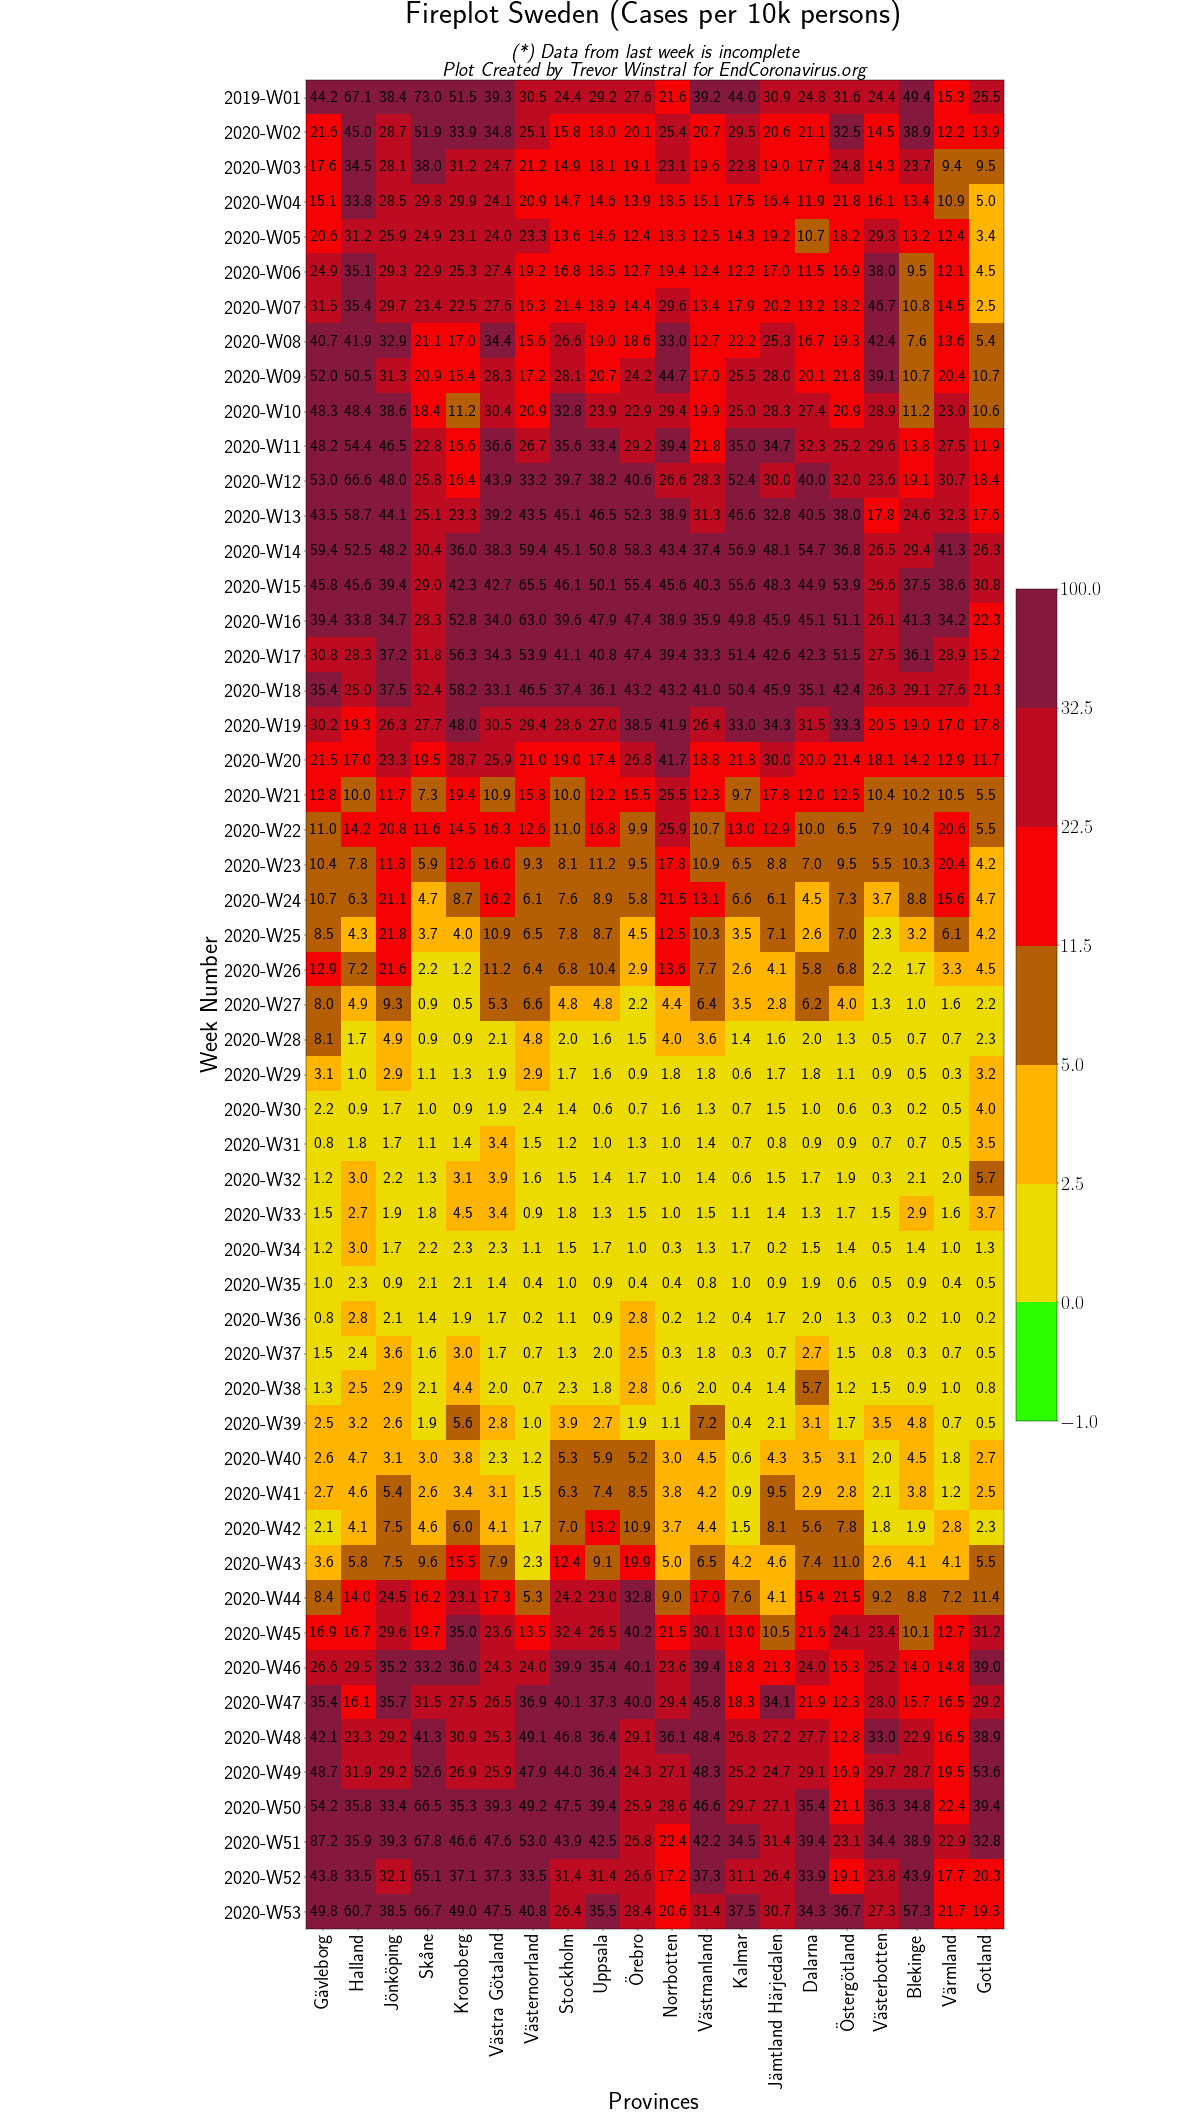 Fireplot Sweden (Cases per 10k persons)
(*) Data from last week is incomplete
Plot Created by Trevor Winstral for EndCoronavirus.org
2019-W01 44.2 67.1 38.4 73.0 51.5 39.3 30.5 24.4 29.2 27.6 21.6 39.2 44.0 30.9 24.8 31.6 24.4 49.4 15.3 25.5
2020-W02 21.6 45.0 28.7 51.9 33.9 34.8 25.1 15.8 18.0 20.1 25.4 20.7 29.5 20.6 21.1 32.5 14.5 38.9 12.2 13.9
2020-W03 17.6 34.5 28.1 38.0 31.2 24.7 21.2 14.9 18.1 19.1 23.1 19.6 22.8 19.0 17.7 24.8 14.3 23.7 9.4 9.5
2020-W04 15.1 33.8 28.5 29.8 29.9 24.1 20.9 14.7 14.6 13.9 18.5 15.1 17.5 16.4 11.9 21.8 16.1 13.4 10.9 5.0
2020-W05 20.6 31.2 25.9 24.9 23.1 24.0 23.3 13.6 14.6 12.4 18.3 12.5 14.3 19.2 10.7 18.2 29.3 13.2 12.4 3.4
2020-W06 24.9 35.1 29.3 22.9 25.3 27.4 19.2 16.8 18.5 12.7 19.4 12.4 12.2 17.0 11.5 16.9 38.0 9.5 12.1 4.5
2020-W07 31.5 35.4 29.7 23.4 22.5 27.6 16.3 21.4 18.9 14.4 29.6 13.4 17.9 20.2 13.2 18.2 46.7 10.8 14.5 2.5
2020-W08 40.7 41.9 32.9 21.1 17.0 34.4 15.6 26.6 19.0 18.6 33.0 12.7 22.2 25.3 16.7 19.3 42.4 7.6 13.6 5.4
2020-W09 52.0 50.5 31.3 20.9 15.4 28.3 17.2 28.1 20.7 24.2 44.7 17.0 25.5 28.0 20.1 21.8 39.1 10.7 20.4 10.7
2020-W10 48.3 48.4 38.6 18.4 11.2 30.4 20.9 32.8 23.9 22.9 29.4 19.9 25.0 28.3 27.4 20.9 28.9 11.2 23.0 10.6
2020-W11 48.2 54.4 46.5 22.8 16.6 36.6 26.7 35.6 33.4 29.2 39.4 21.8 35.0 34.7 32.3 25.2 29.6 13.8 27.5 11.9
2020-W12 53.0 66.6 48.0 25.8 16.4 43.9 33.2 39.7 38.2 40.6 26.6 28.3 52.4 30.0 40.0 32.0 23.6 19.1 30.7 18.4
2020-W13 43.5 58.7 44.1 25.1 23.3 39.2 43.5 45.1 46.5 52.3 38.9 31.3 46.6 32.8 40.5 38.0 17.8 24.6 32.3 17.6
2020-W14 59.4 52.5 48.2 30.4 36.0 38.3 59.4 45.1 50.8 58.3 43.4 37.4 56.9 48.1 54.7 36.8 26.5 29.4 41.3 26.3
2020-W15 45.8 45.6 39.4 29.0 42.3 42.7 65.5 46.1 50.1 55.4 45.6 40.3 55.6 48.3 44.9 53.9 26.6 37.5 38.6 30.8
2020-W16 39.4 33.8 34.7 28.3 52.8 34.0 63.0 39.6 47.9 47.4 38.9 35.9 49.8 45.9 45.1 51.1 26.1 41.3 34.2 22.3
2020-W17 30.8 28.3 37.2 31.8 56.3 34.3 53.9 41.1 40.8 47.4 39.4 33.3 51.4 42.6 42.3 51.5 27.5 36.1 28.9 15.2
2020-W18 35.4 25.0 37.5 32.4 58.2 33.1 46.5 37.4 36.1 43.2 43.2 41.0 50.4 45.9 35.1 42.4 26.3 29.1 27.6 21.3
2020-W19 30.2 19.3 26.3 27.7 48.0 30.5 29.4 28.6 27.0 38.5 41.9 26.4 33.0 34.3 31.5 33.3 20.5 19.0 17.0 17.8
2020-W20 21.5 17.0 23.3 19.5 28.7 25.9 21.0 19.0 17.4 26.8 41.7 18.8 21.8 30.0 20.0 21.4 18.1 14.2 12.9 11.7
2020-W21 12.8 10.0 11.7 7.3 19.4 10.9 15.8 10.0 12.2 15.5 25.5 12.3 9.7 17.8 12.0 12.5 10.4 10.2 10.5 5.5
2020-W22 11.0 14.2 20.8 11.6 14.5 16.3 12.6 11.0 16.8 9.9 25.9 10.7 13.0 12.9 10.0 6.5 7.9 10.4 20.6 5.5
2020-W23 10.4 7.8 11.8 5.9 12.6 16.0 9.3 8.1 11.2 9.5 17.8 10.9 6.5 8.8 7.0 9.5 5.5 10.3 20.4 4.2
2020-W24 10.7 6.3 21.1 4.7 8.7 16.2 6.1 7.6 8.9 5.8 21.5 13.1 6.6 6.1 4.5 7.3 3.7 8.8 15.6 4.7
2020-W25 8.5 4.3 21.8 3.7 4.0 10.9 6.5 7.8 8.7 4.5 12.5 10.3 3.5 7.1 2.6 7.0 2.3 3.2 6.1 4.2
2020-W26 12.9 7.2 21.6 2.2 1.2 11.2 6.4 6.8 10.4 2.9 13.6 7.7 2.6 4.1 5.8 6.8 2.2 1.7 3.3 4.5
2020-W27 8.0 4.9 9.3 0.9 0.5 5.3 6.6 4.8 4.8 2.2 4.4 6.4 3.5 2.8 6.2 4.0 1.3 1.0 1.6 2.2
2020-W28 8.1 1.7 4.9 0.9 0.9 2.1 4.8 2.0 1.6 1.5 4.0 3.6 1.4 1.6 2.0 1.3 0.5 0.7 0.7 2.3
2020-W29 3.1 1.0 2.9 1.1 1.3 1.9 2.9 1.7 1.6 0.9 1.8 1.8 0.6 1.7 1.8 1.1 0.9 0.5 0.3 3.2
2020-W30 2.2 0.9 1.7 1.0 0.9 1.9 2.4 1.4 0.6 0.7 1.6 1.3 0.7 1.5 1.0 0.6 0.3 0.2 0.5 4.0
2020-W31 0.8 1.8 1.7 1.1 1.4 3.4 1.5 1.2 1.0 1.3 1.0 1.4 0.7 0.8 0.9 0.9 0.7 0.7 0.5 3.5
2020-W32 1.2 3.0 2.2 1.3 3.1 3.9 1.6 1.5 1.4 1.7 1.0 1.4 0.6 1.5 1.7 1.9 0.3 2.1 2.0 5.7
2020-W33 1.5 2.7 1.9 1.8 4.5 3.4 0.9 1.8 1.3 1.5 1.0 1.5 1.1 1.4 1.3 1.7 1.5 2.9 1.6 3.7
2020-W34 1.2 3.0 1.7 2.2 2.3 2.3 1.1 1.5 1.7 1.0 0.3 1.3 1.7 0.2 1.5 1.4 0.5 1.4 1.0 1.3
2020-W35 1.0 2.3 0.9 2.1 2.1 1.4 0.4 1.0 0.9 0.4 0.4 0.8 1.0 0.9 1.9 0.6 0.5 0.9 0.4 0.5
2020-W36 0.8 2.8 2.1 1.4 1.9 1.7 0.2 1.1 0.9 2.8 0.2 1.2 0.4 1.7 2.0 1.3 0.3 0.2 1.0 0.2
2020-W37 1.5 2.4 3.6 1.6 3.0 1.7 0.7 1.3 2.0 2.5 0.3 1.8 0.3 0.7 2.7 1.5 0.8 0.3 0.7 0.5
2020-W38 1.3 2.5 2.9 2.1 4.4 2.0 0.7 2.3 1.8 2.8 0.6 2.0 0.4 1.4 5.7 1.2 1.5 0.9 1.0 0.8
2020-W39 2.5 3.2 2.6 1.9 5.6 2.8 1.0 3.9 2.7 1.9 1.1 7.2 0.4 2.1 3.1 1.7 3.5 4.8 0.7 0.5
2020-W40 2.6 4.7 3.1 3.0 3.8 2.3 1.2 5.3 5.9 5.2 3.0 4.5 0.6 4.3 3.5 3.1 2.0 4.5 1.8 2.7
2020-W41 2.7 4.6 5.4 2.6 3.4 3.1 1.5 6.3 7.4 8.5 3.8 4.2 0.9 9.5 2.9 2.8 2.1 3.8 1.2 2.5
2020-W42 2.1 4.1 7.5 4.6 6.0 4.1 1.7 7.0 13.2 10.9 3.7 4.4 1.5 8.1 5.6 7.8 1.8 1.9 2.8 2.3
2020-W43 3.6 5.8 7.5 9.6 15.5 7.9 2.3 12.4 9.1 19.9 5.0 6.5 4.2 4.6 7.4 11.0 2.6 4.1 4.1 5.5
2020-W44 8.4 14.0 24.5 16.2 23.1 17.3 5.3 24.2 23.0 32.8 9.0 17.0 7.6 4.1 15.4 21.5 9.2 8.8 7.2 11.4
2020-W45 16.9 16.7 29.6 19.7 35.0 23.6 13.5 32.4 26.5 40.2 21.5 30.1 13.0 10.5 21.6 24.1 23.4 10.1 12.7 31.2
2020-W46 26.6 29.5 35.2 33.2 36.0 24.3 24.0 39.9 35.4 40.1 23.6 39.4 18.8 21.3 24.0 16.3 25.2 14.0 14.8 39.0
2020-W47 35.4 16.1 35.7 31.5 27.5 26.5 36.9 40.1 37.3 40.0 29.4 45.8 18.3 34.1 21.9 12.3 28.0 15.7 16.5 29.2
2020-W48 42.1 23.3 29.2 41.3 30.9 25.3 49.1 46.8 36.4 29.1 36.1 48.4 26.8 27.2 27.7 12.8 33.0 22.9 16.5 38.9
2020-W49 48.7 31.9 29.2 52.6 26.9 25.9 47.9 44.0 36.4 24.3 27.1 48.3 25.2 24.7 29.1 16.9 29.7 28.7 19.5 53.6
2020-W50 54.2 35.8 33.4 66.5 35.3 39.3 49.2 47.5 39.4 25.9 28.6 46.6 29.7 27.1 35.4 21.1 36.3 34.8 22.4 39.4
2020-W51 87.2 35.9 39.3 67.8 46.6 47.6 53.0 43.9 42.5 26.8 22.4 42.2 34.5 31.4 39.4 23.1 34.4 38.9 22.9 32.8
2020-W52 43.8 33.5 32.1 65.1 37.1 37.3 33.5 31.4 31.4 26.6 17.2 37.3 31.1 26.4 33.9 19.1 23.8 43.9 17.7 20.3
2020-W53 49.8 60.7 38.5 66.7 49.0 47.5 40.8 26.4 35.5 28.4 20.6 31.4 37.5 30.7 34.3 36.7 27.3 57.3 21.7 19.3
Week Number
100.0
32.5
22.5
11.5
5.0
2.5
0.0
−1.0
Gävleborg
Halland
Jönköping
Skåne
Kronoberg
Västra Götaland
Västernorrland
Stockholm
Uppsala
Örebro
Norrbotten
Västmanland
Kalmar
Jämtland Härjedalen
Dalarna
Östergötland
Västerbotten
Blekinge
Värmland
Gotland
Provinces